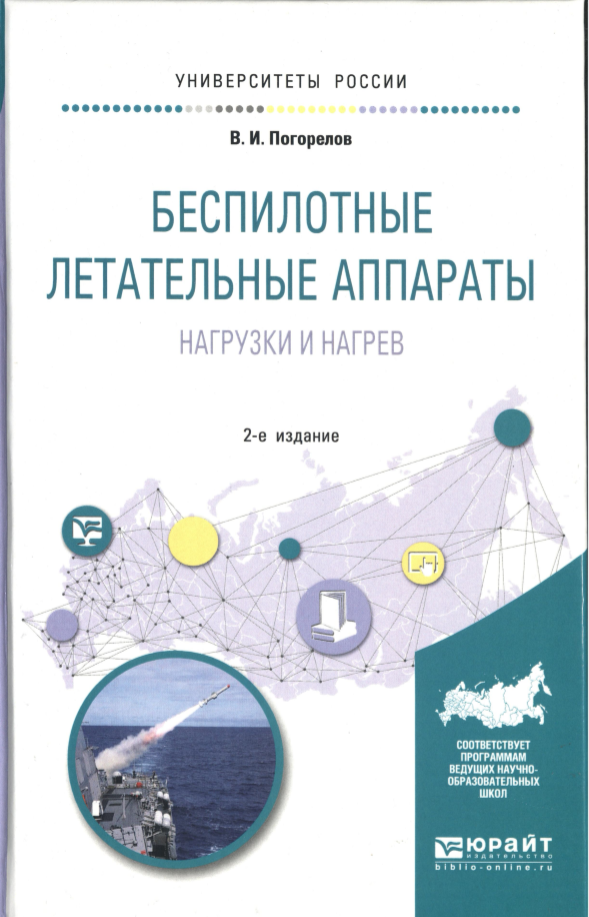 УНИВЕРСИТЕТЫ РОССИИ
В. И. Погорелов
БЕСПИЛОТНЫЕ
ЛЕТАТЕЛЬНЫЕ АППАРАТЫ
НАГРУЗКИ И НАГРЕВ
2-е издание
СООТВЕТСТВУЕТ
ПРОГРАММАМ
ВЕДУЩИХ НАУЧНО-
ОБРАЗОВАТЕЛЬНЫХ
ШКОЛ
ЮРАЙТ
издательство
biblio-online.ru